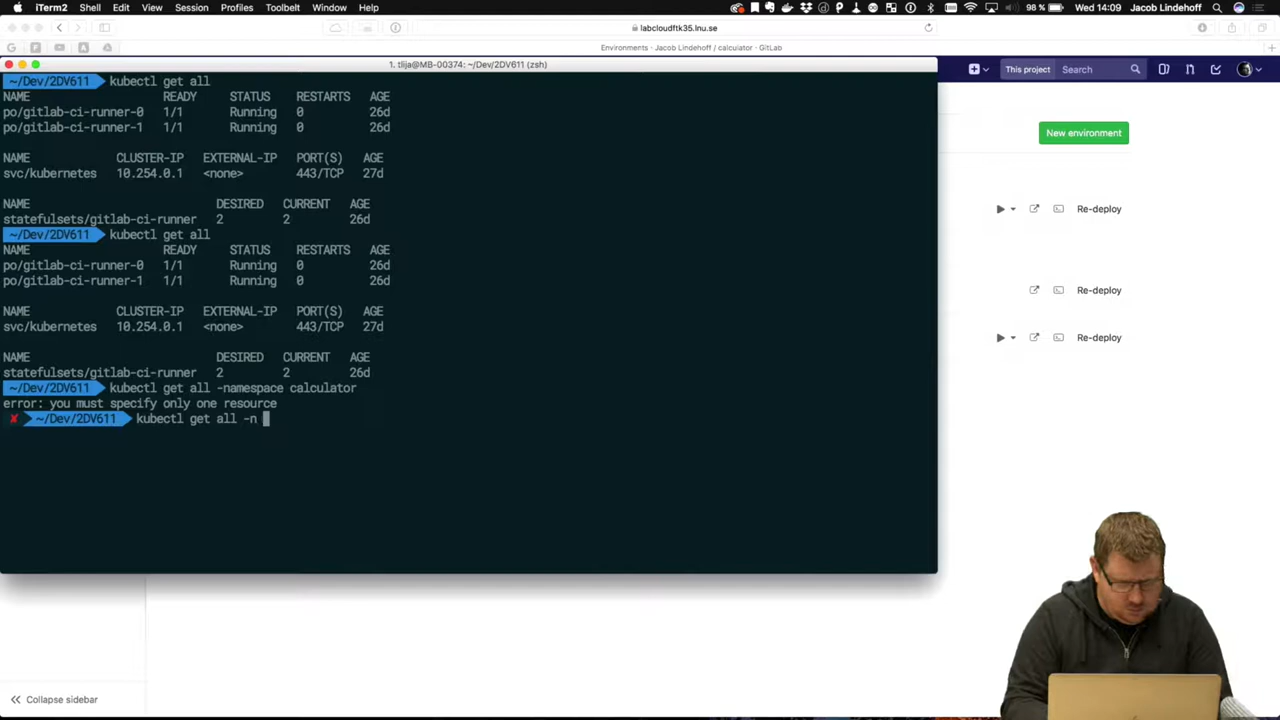 iTerm2 Shell Edit View Session Profiles Toolbelt Window Help 98 % Wed 14:09 Jacob Lindehoff
labcloudftk35.lnu.se
Environments · Jacob Lindehoff / calculator · GitLab
1. tlija@MB-00374: ~/Dev/2DV611 (zsh)
This project Search
New environment
Re-deploy
Re-deploy
Re-deploy
~/Dev/2DV611 kubectl get all
NAME READY STATUS RESTARTS AGE
po/gitlab-ci-runner-0 1/1 Running 0 26d
po/gitlab-ci-runner-1 1/1 Running 0 26d
NAME CLUSTER-IP EXTERNAL-IP PORT(S) AGE
svc/kubernetes 10.254.0.1 <none> 443/TCP 27d
NAME DESIRED CURRENT AGE
statefulsets/gitlab-ci-runner 2 2 26d
~/Dev/2DV611 kubectl get all
NAME READY STATUS RESTARTS AGE
po/gitlab-ci-runner-0 1/1 Running 0 26d
po/gitlab-ci-runner-1 1/1 Running 0 26d
NAME CLUSTER-IP EXTERNAL-IP PORT(S) AGE
svc/kubernetes 10.254.0.1 <none> 443/TCP 27d
NAME DESIRED CURRENT AGE
statefulsets/gitlab-ci-runner 2 2 26d
~/Dev/2DV611 kubectl get all -namespace calculator
error: you must specify only one resource
✘ ~/Dev/2DV611 kubectl get all -n
Collapse sidebar